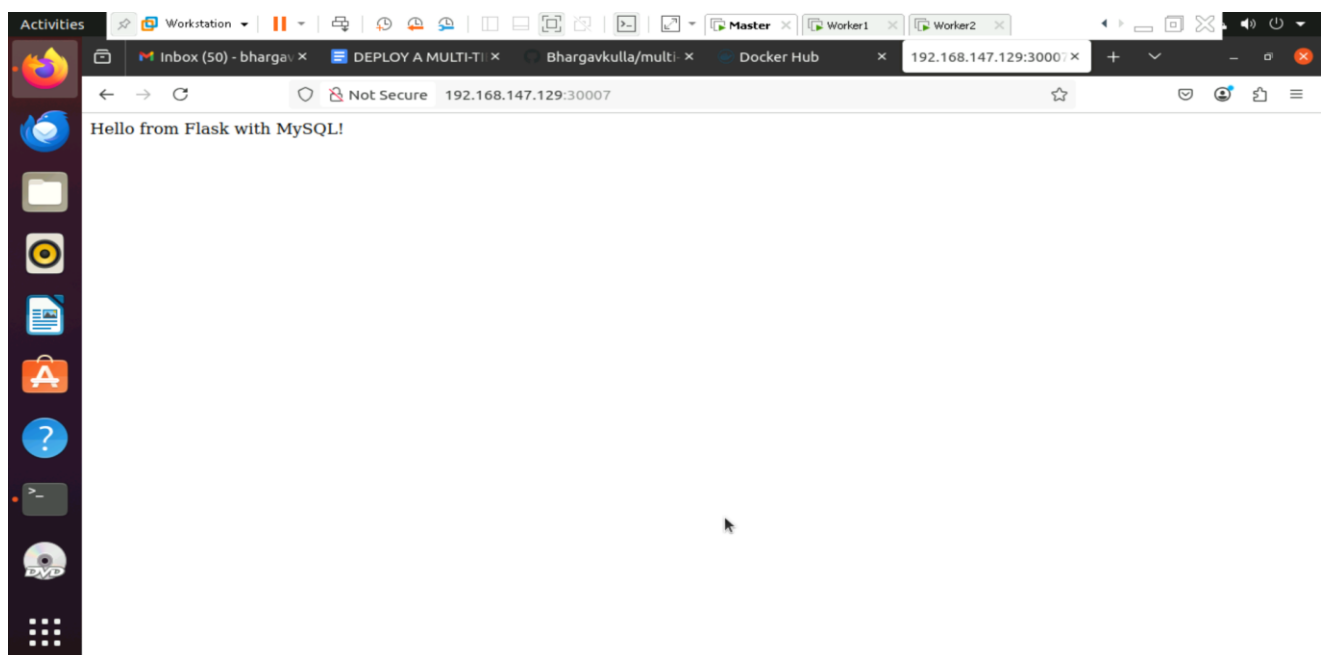 Activities
Workstation
Master
Worker1
Worker2
Inbox (50) - bhargav
DEPLOY A MULTI-TI
Bhargavkulla/multi-
Docker Hub
192.168.147.129:30007
Not Secure
192.168.147.129:30007
Hello from Flask with MySQL!
DVD